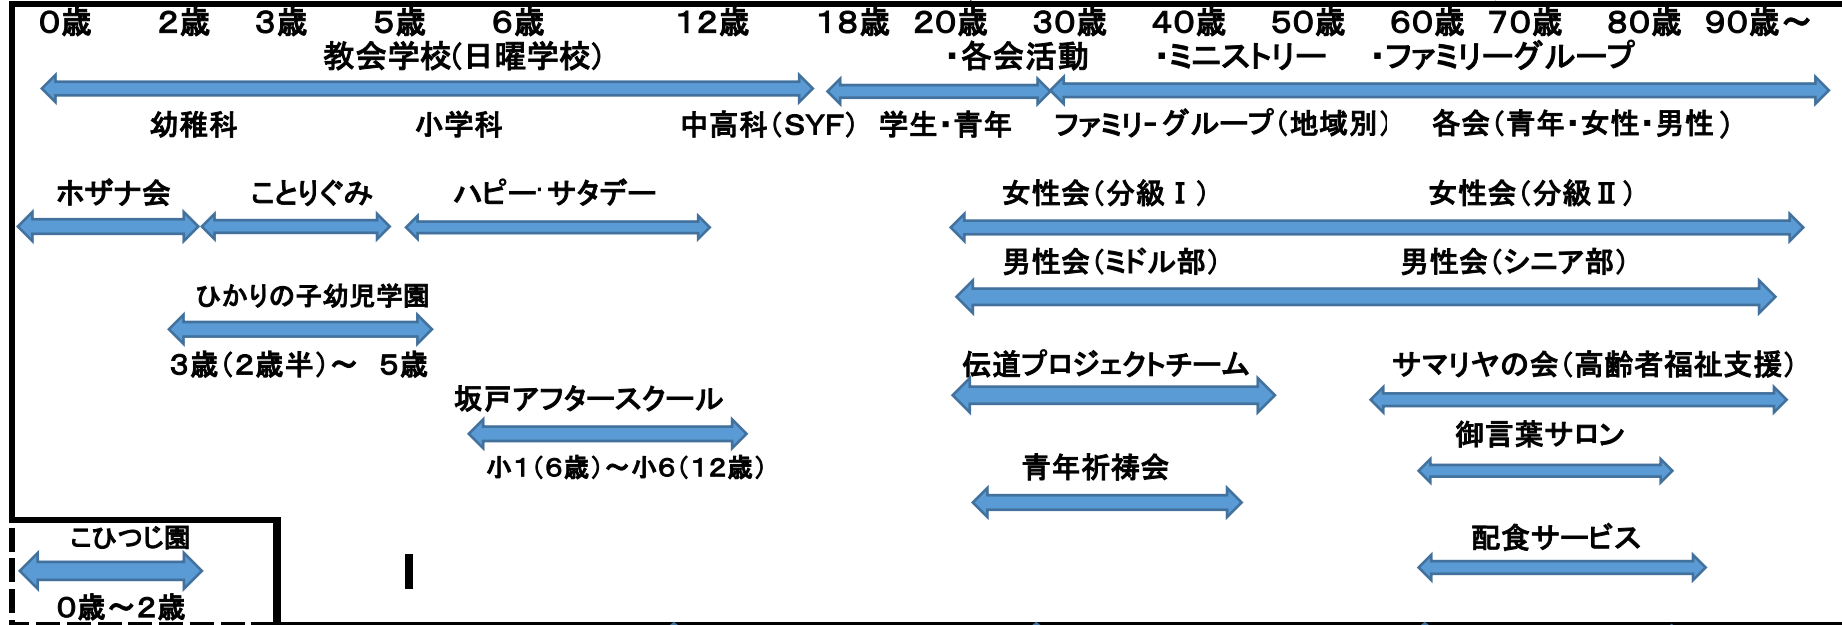 0歳 2歳 3歳 5歳 6歳 12歳 18歳 20歳 30歳 40歳 50歳 60歳 70歳 80歳 90歳～
教会学校(日曜学校) ・各会活動 ・ミニストリー ・ファミリーグループ
幼稚科 小学科 中高科(SYF) 学生・青年 ファミリーグループ(地域別) 各会(青年・女性・男性)
ホザナ会 ことりぐみ ハピー・サタデー 女性会(分級Ⅰ) 女性会(分級Ⅱ)
男性会(ミドル部) 男性会(シニア部)
ひかりの子幼児学園
3歳(2歳半)～ 5歳 伝道プロジェクトチーム サマリヤの会(高齢者福祉支援)
坂戸アフタースクール
御言葉サロン
小1(6歳)～小6(12歳) 青年祈祷会
こひつじ園 配食サービス
0歳～2歳